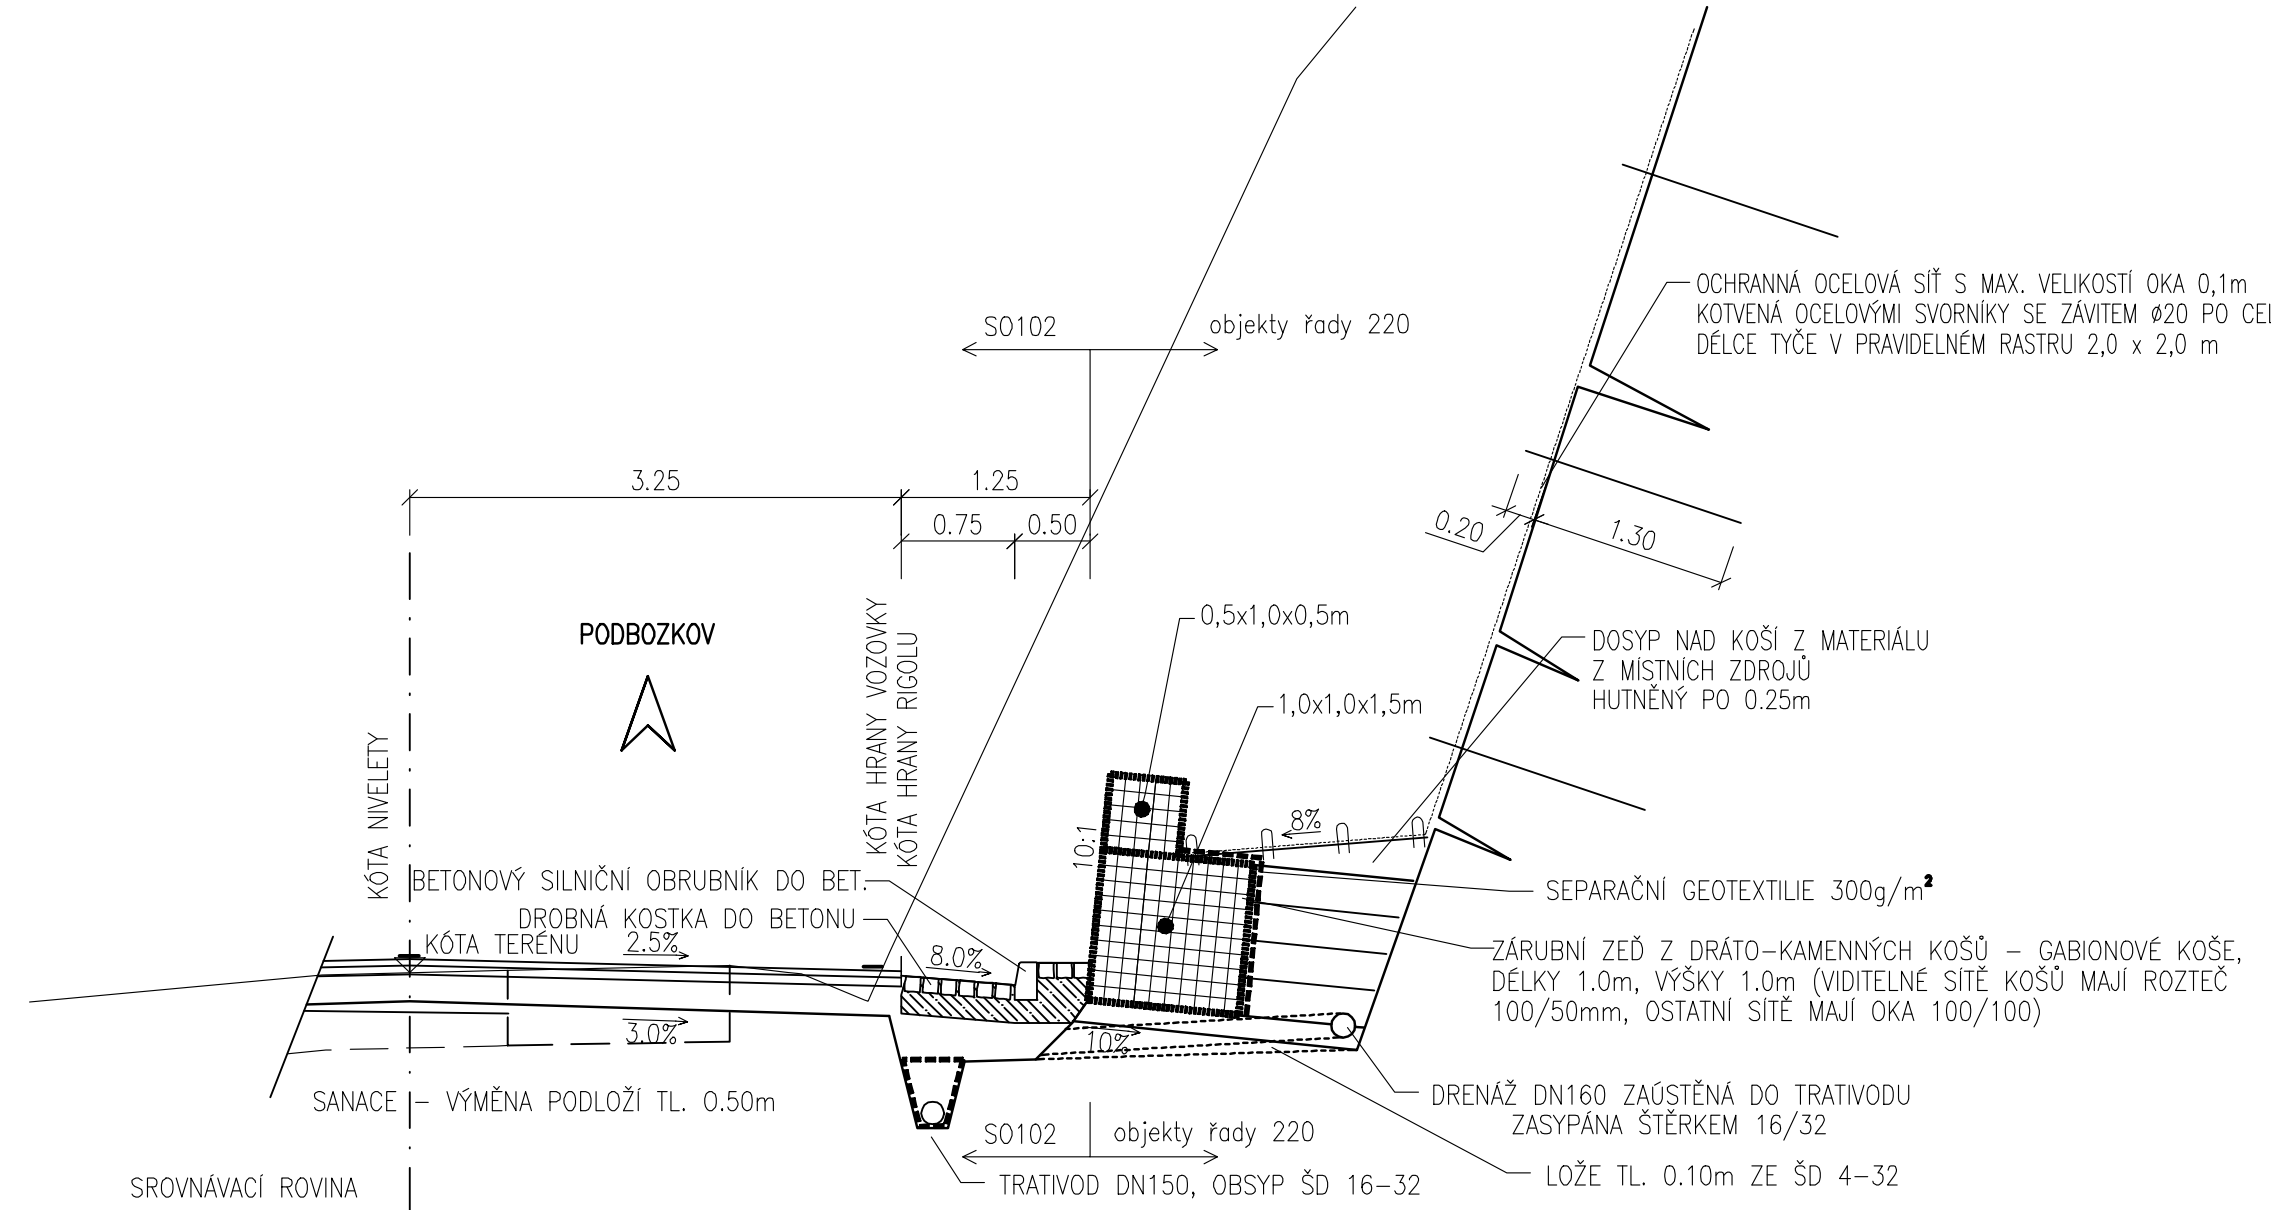 OCHRANNÁ OCELOVÁ SÍŤ S MAX. VELIKOSTÍ OKA 0,1m
KOTVENÁ OCELOVÝMI SVORNÍKY SE ZÁVITEM ø20 PO CEL
DÉLCE TYČE V PRAVIDELNÉM RASTRU 2,0 x 2,0 m
SO102
objekty řady 220
3.25
1.25
0.75
0.50
0.20
1.30
0,5x1,0x0,5m
PODBOZKOV
DOSYP NAD KOŠÍ Z MATERIÁLU
Z MÍSTNÍCH ZDROJŮ
HUTNĚNÝ PO 0.25m
1,0x1,0x1,5m
KÓTA NIVELETY
KÓTA HRANY VOZOVKY
KÓTA HRANY RIGOLU
10:1
8%
BETONOVÝ SILNIČNÍ OBRUBNÍK DO BET.
SEPARAČNÍ GEOTEXTILIE 300g/m²
DROBNÁ KOSTKA DO BETONU
KÓTA TERÉNU
2.5%
8.0%
ZÁRUBNÍ ZEĎ Z DRÁTO-KAMENNÝCH KOŠŮ - GABIONOVÉ KOŠE,
DÉLKY 1.0m, VÝŠKY 1.0m (VIDITELNÉ SÍTĚ KOŠŮ MAJÍ ROZTEČ
100/50mm, OSTATNÍ SÍTĚ MAJÍ OKA 100/100)
3.0%
10%
SANACE - VÝMĚNA PODLOŽÍ TL. 0.50m
DRENÁŽ DN160 ZAÚSTĚNÁ DO TRATIVODU
ZASYPÁNA ŠTĚRKEM 16/32
SO102
objekty řady 220
LOŽE TL. 0.10m ZE ŠD 4-32
TRATIVOD DN150, OBSYP ŠD 16-32
SROVNÁVACÍ ROVINA